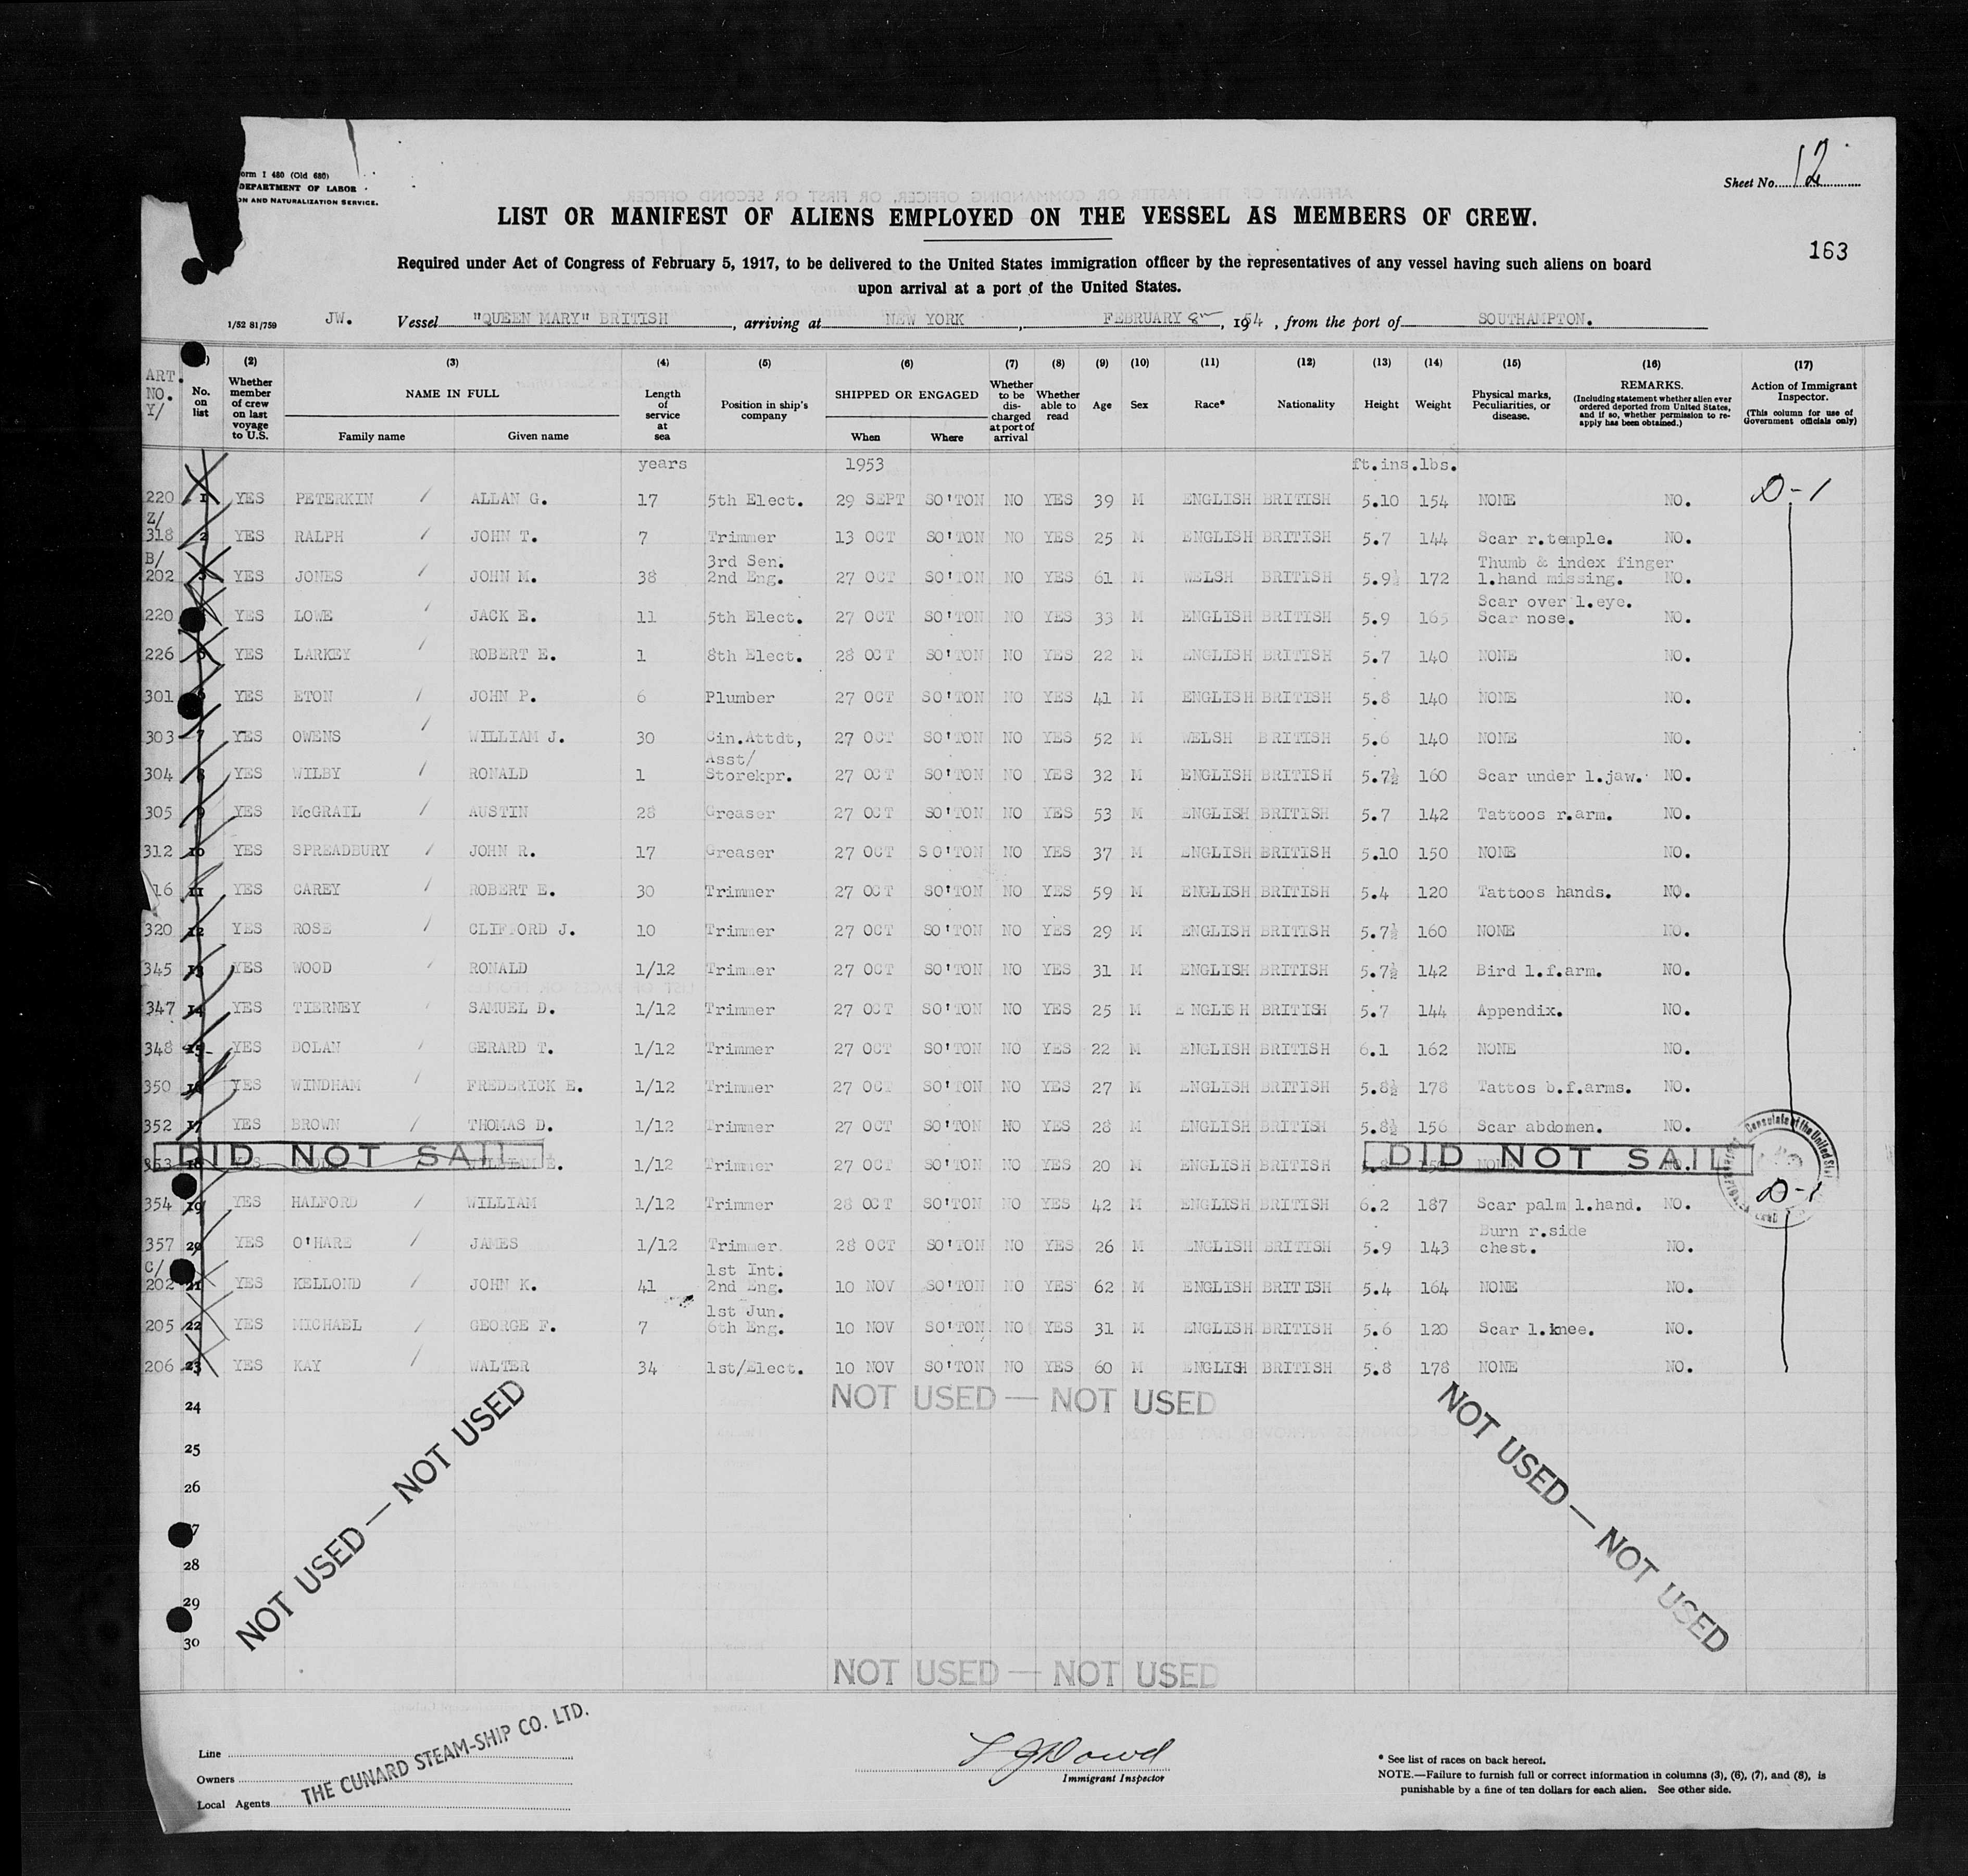 Sheet No. 12
orm I 480 (Old 680)
DEPARTMENT OF LABOR
ON AND NATURALIZATION SERVICE.
LIST OR MANIFEST OF ALIENS EMPLOYED ON THE VESSEL AS MEMBERS OF CREW.
163
Required under Act of Congress of February 5, 1917, to be delivered to the United States immigration officer by the representatives of any vessel having such aliens on board
upon arrival at a port of the United States.
1/52 81/759 JW. Vessel "QUEEN MARY" BRITISH, arriving at NEW YORK, FEBRUARY 8, 1954, from the port of SOUTHAMPTON.
ART. NO. Y/
(2) (3) (4) (5) (6) (7) (8) (9) (10) (11) (12) (13) (14) (15) (16) (17)
No. on list
Whether member of crew on last voyage to U.S.
NAME IN FULL
Family name Given name
Length of service at sea
Position in ship's company
SHIPPED OR ENGAGED
When Where
Whether to be discharged at port of arrival
Whether able to read
Age
Sex
Race*
Nationality
Height
Weight
Physical marks, Peculiarities, or disease.
REMARKS.
(Including statement whether alien ever ordered deported from United States, and if so, whether permission to reapply has been obtained.)
Action of Immigrant Inspector.
(This column for use of Government officials only)
years 1953 ft.ins.lbs.
220 1 YES PETERKIN ALLAN G. 17 5th Elect. 29 SEPT SO'TON NO YES 39 M ENGLISH BRITISH 5.10 154 NONE NO. D-1
Z/
318 2 YES RALPH JOHN T. 7 Trimmer 13 OCT SO'TON NO YES 25 M ENGLISH BRITISH 5.7 144 Scar r.temple. NO.
B/ 3rd Sen. Thumb & index finger
202 3 YES JONES JOHN M. 38 2nd Eng. 27 OCT SO'TON NO YES 61 M WELSH BRITISH 5.9½ 172 l.hand missing. NO.
Scar over l.eye.
220 YES LOWE JACK E. 11 5th Elect. 27 OCT SO'TON NO YES 33 M ENGLISH BRITISH 5.9 165 Scar nose. NO.
226 5 YES LARKEY ROBERT E. 1 8th Elect. 28 OCT SO'TON NO YES 22 M ENGLISH BRITISH 5.7 140 NONE NO.
301 6 YES ETON JOHN P. 6 Plumber 27 OCT SO'TON NO YES 41 M ENGLISH BRITISH 5.8 140 NONE NO.
303 7 YES OWENS WILLIAM J. 30 Cin.Attdt, 27 OCT SO'TON NO YES 52 M WELSH BRITISH 5.6 140 NONE NO.
Asst/
304 8 YES WILBY RONALD 1 Storekpr. 27 OCT SO'TON NO YES 32 M ENGLISH BRITISH 5.7½ 160 Scar under l.jaw. NO.
305 9 YES McGRAIL AUSTIN 28 Greaser 27 OCT SO'TON NO YES 53 M ENGLISH BRITISH 5.7 142 Tattoos r.arm. NO.
312 10 YES SPREADBURY JOHN R. 17 Greaser 27 OCT SO'TON NO YES 37 M ENGLISH BRITISH 5.10 150 NONE NO.
16 11 YES CAREY ROBERT E. 30 Trimmer 27 OCT SO'TON NO YES 59 M ENGLISH BRITISH 5.4 120 Tattoos hands. NO.
320 12 YES ROSE CLIFFORD J. 10 Trimmer 27 OCT SO'TON NO YES 29 M ENGLISH BRITISH 5.7½ 160 NONE NO.
345 13 YES WOOD RONALD 1/12 Trimmer 27 OCT SO'TON NO YES 31 M ENGLISH BRITISH 5.7½ 142 Bird l.f.arm. NO.
347 14 YES TIERNEY SAMUEL D. 1/12 Trimmer 27 OCT SO'TON NO YES 25 M ENGLISH BRITISH 5.7 144 Appendix. NO.
348 15 YES DOLAN GERARD T. 1/12 Trimmer 27 OCT SO'TON NO YES 22 M ENGLISH BRITISH 6.1 162 NONE NO.
350 16 YES WINDHAM FREDERICK E. 1/12 Trimmer 27 OCT SO'TON NO YES 27 M ENGLISH BRITISH 5.8½ 178 Tattos b.f.arms. NO.
352 17 YES BROWN THOMAS D. 1/12 Trimmer 27 OCT SO'TON NO YES 28 M ENGLISH BRITISH 5.8½ 156 Scar abdomen. NO.
DID NOT SAIL DID NOT SAIL
353 18 1/12 Trimmer 27 OCT SO'TON NO YES 20 M ENGLISH BRITISH NONE NO. D-1
354 19 YES HALFORD WILLIAM 1/12 Trimmer 28 OCT SO'TON NO YES 42 M ENGLISH BRITISH 6.2 187 Scar palm l.hand. NO.
Burn r.side
357 20 YES O'HARE JAMES 1/12 Trimmer 28 OCT SO'TON NO YES 26 M ENGLISH BRITISH 5.9 143 chest. NO.
C/ 1st Int.
202 21 YES KELLOND JOHN K. 41 2nd Eng. 10 NOV SO'TON NO YES 62 M ENGLISH BRITISH 5.4 164 NONE NO.
1st Jun.
205 22 YES MICHAEL GEORGE F. 7 6th Eng. 10 NOV SO'TON NO YES 31 M ENGLISH BRITISH 5.6 120 Scar l.knee. NO.
206 23 YES KAY WALTER 34 1st/Elect. 10 NOV SO'TON NO YES 60 M ENGLISH BRITISH 5.8 178 NONE NO.
NOT USED — NOT USED
24
25
26
27
28
29
30
NOT USED — NOT USED
NOT USED — NOT USED
NOT USED — NOT USED
Line
Owners
Local Agents
THE CUNARD STEAM-SHIP CO. LTD.
Immigrant Inspector
* See list of races on back hereof.
NOTE.—Failure to furnish full or correct information in columns (3), (6), (7), and (8), is
punishable by a fine of ten dollars for each alien. See other side.